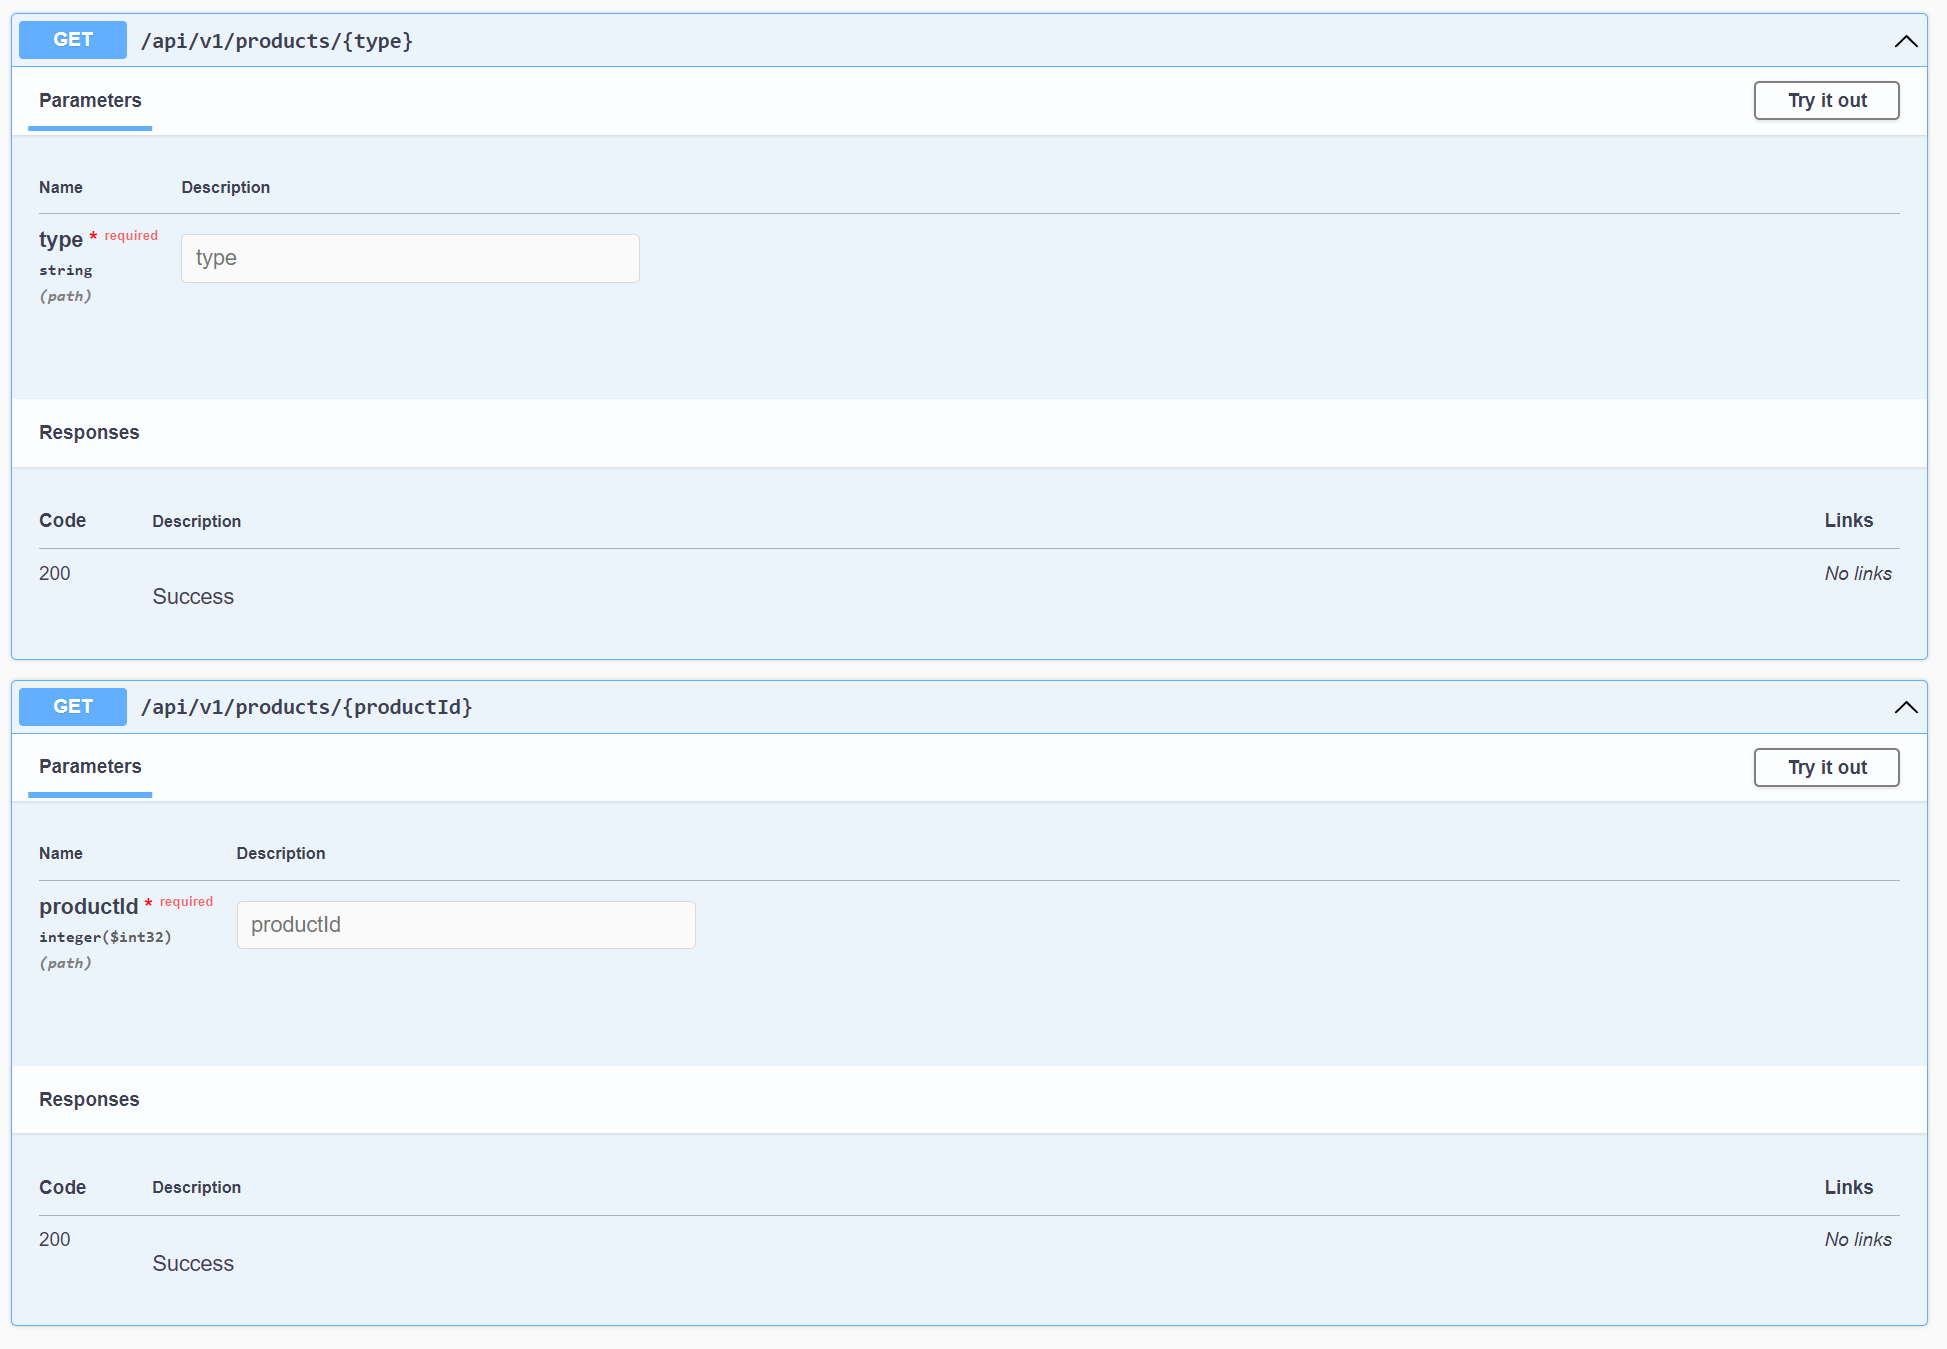 GET /api/v1/products/{type}
Parameters Try it out
Name Description
type * required
type
string
(path)
Responses
Code Description Links
200 No links
Success
GET /api/v1/products/{productId}
Parameters Try it out
Name Description
productId * required
productId
integer($int32)
(path)
Responses
Code Description Links
200 No links
Success